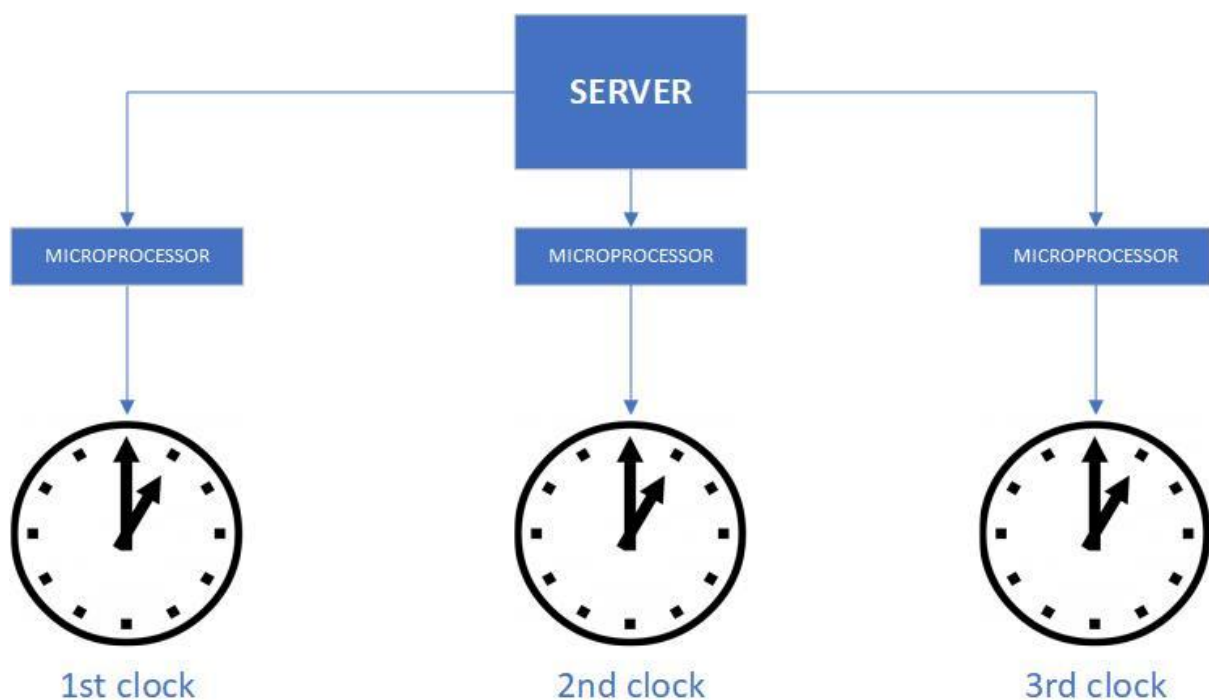 SERVER
MICROPROCESSOR
MICROPROCESSOR
MICROPROCESSOR
1st clock
2nd clock
3rd clock